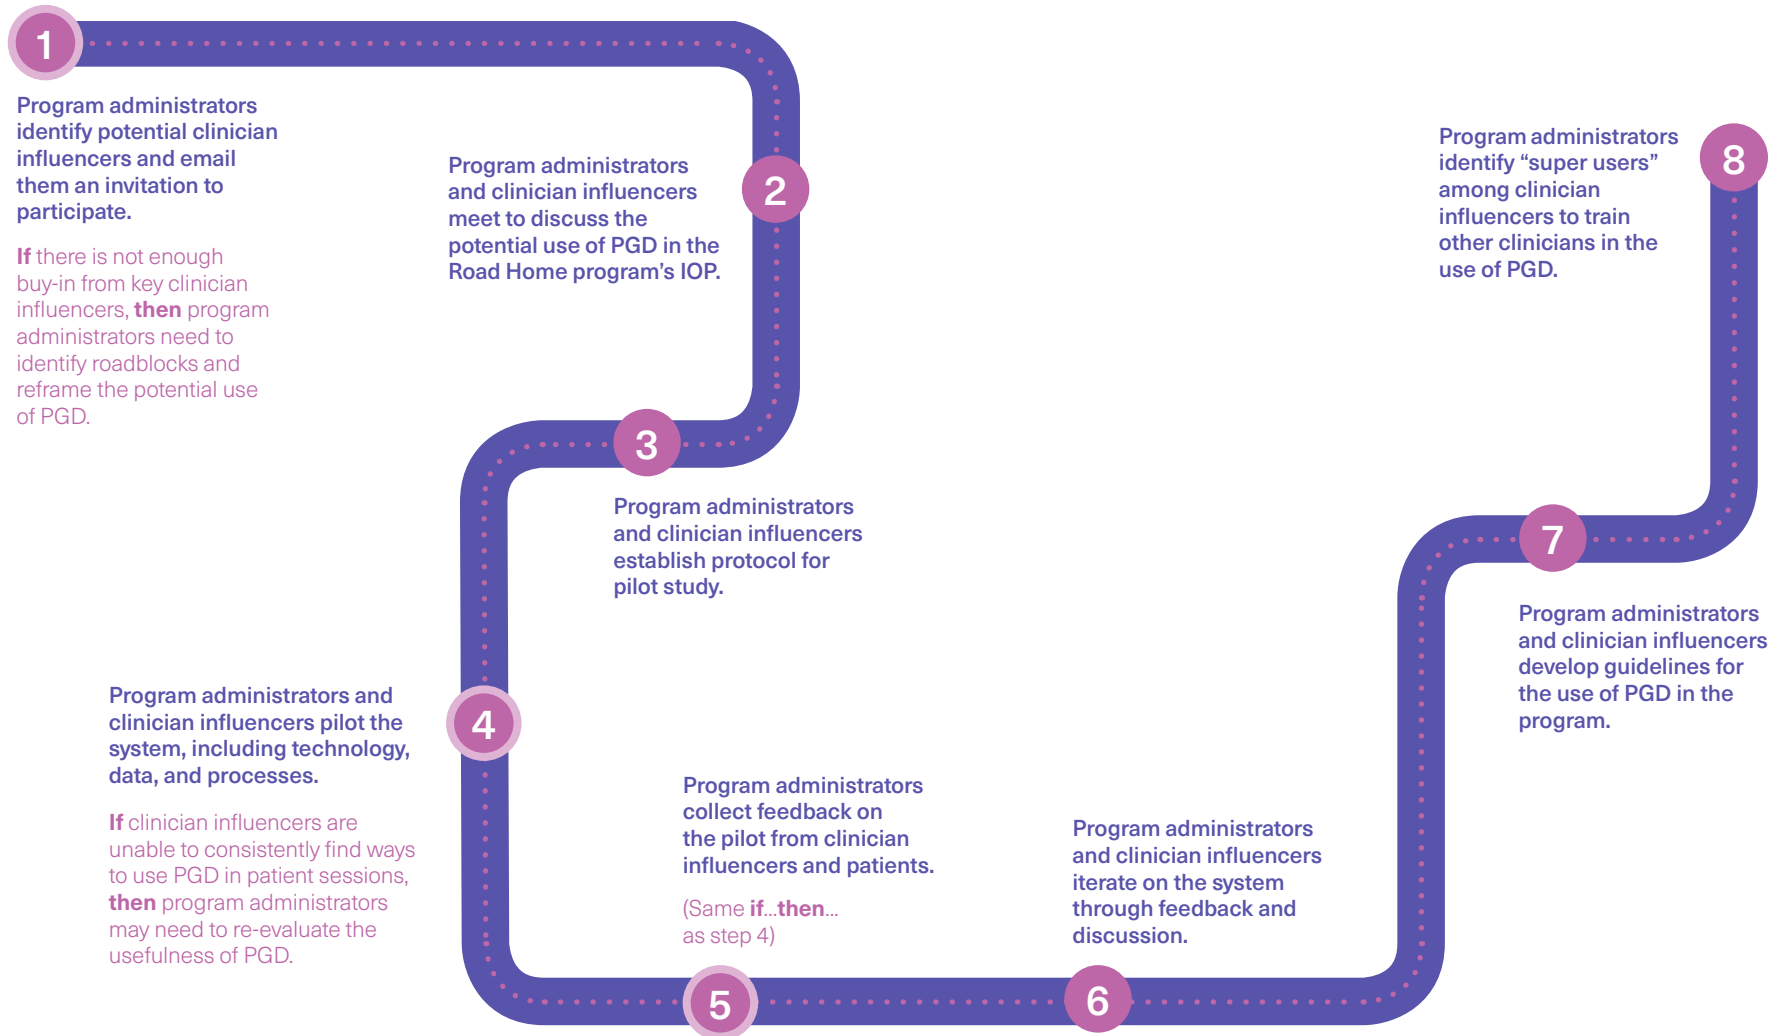 1
Program administrators
identify potential clinician
influencers and email
them an invitation to
participate.
If there is not enough
buy-in from key clinician
influencers, then program
administrators need to
identify roadblocks and
reframe the potential use
of PGD.
2
Program administrators
and clinician influencers
meet to discuss the
potential use of PGD in the
Road Home program’s IOP.
3
Program administrators
and clinician influencers
establish protocol for
pilot study.
4
Program administrators and
clinician influencers pilot the
system, including technology,
data, and processes.
If clinician influencers are
unable to consistently find ways
to use PGD in patient sessions,
then program administrators
may need to re-evaluate the
usefulness of PGD.
5
Program administrators
collect feedback on
the pilot from clinician
influencers and patients.
(Same if...then...
as step 4)
6
Program administrators
and clinician influencers
iterate on the system
through feedback and
discussion.
7
Program administrators
and clinician influencers
develop guidelines for
the use of PGD in the
program.
8
Program administrators
identify “super users”
among clinician
influencers to train
other clinicians in the
use of PGD.